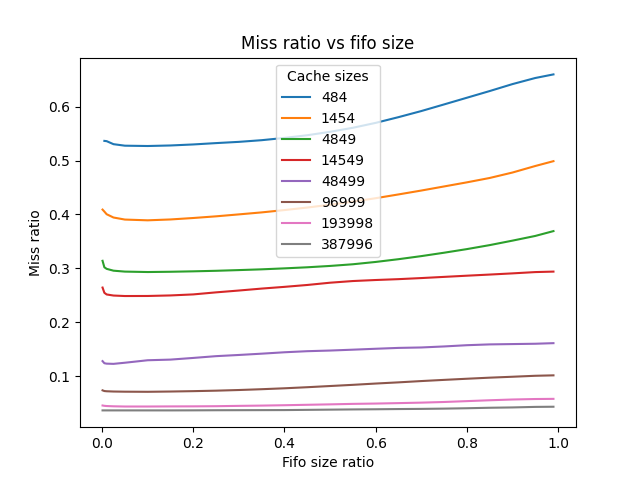 Miss ratio vs fifo size
Cache sizes
484
1454
4849
14549
48499
96999
193998
387996
Miss ratio
0.6
0.5
0.4
0.3
0.2
0.1
0.0 0.2 0.4 0.6 0.8 1.0
Fifo size ratio